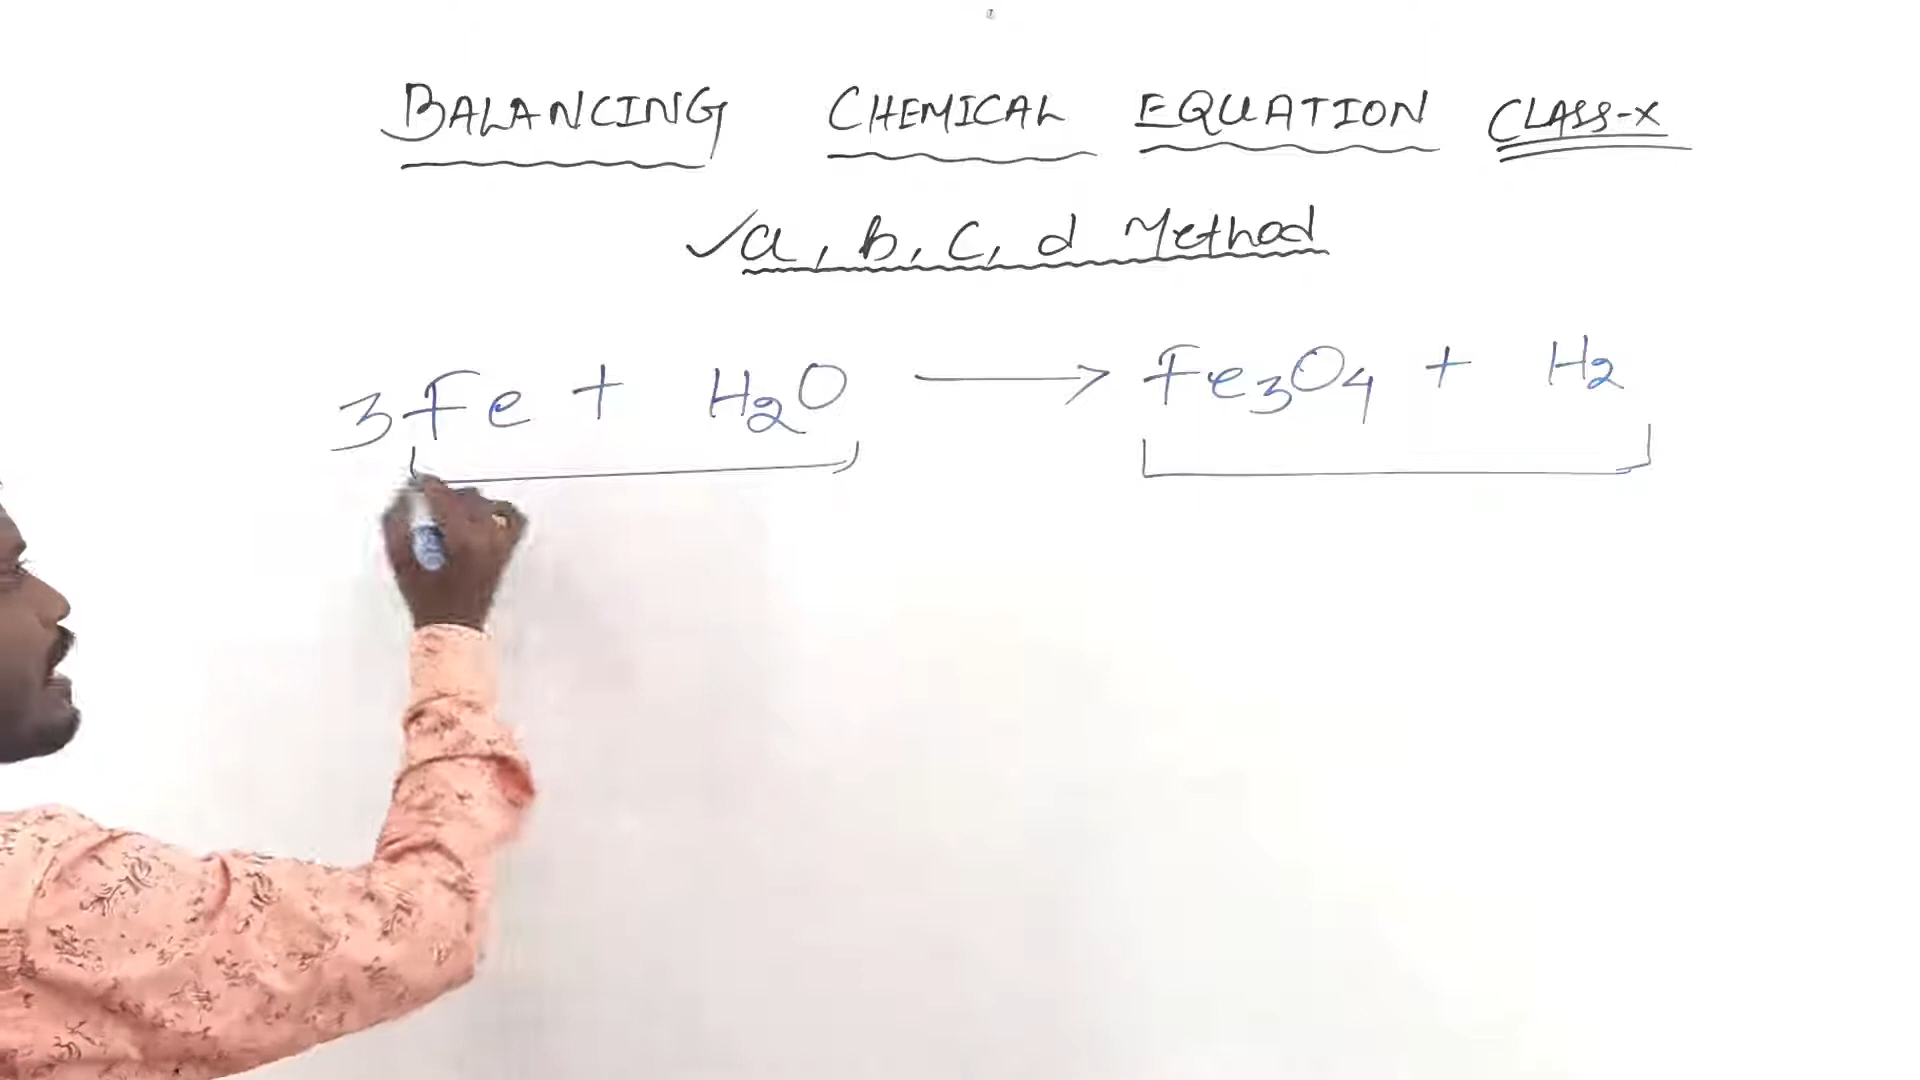 BALANCING CHEMICAL EQUATION CLASS-X
✓a, b, c, d Method
3Fe + H2O ⟶ Fe3O4 + H2